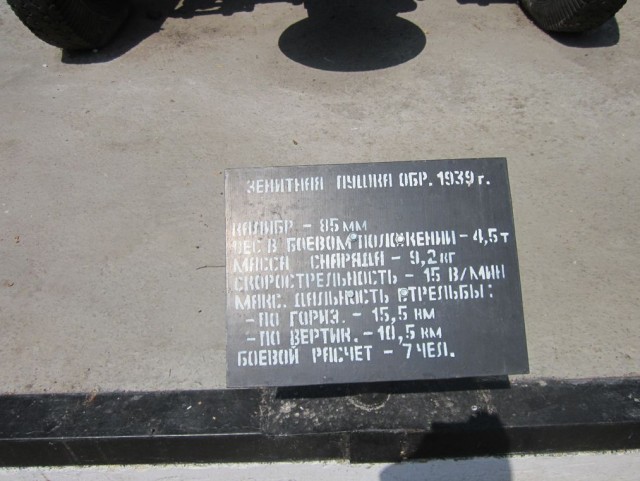 ЗЕНИТНАЯ ПУШКА ОБР. 1939 г.
КАЛИБР - 85 мм
ВЕС В БОЕВОМ ПОЛОЖЕНИИ - 4,5 т
МАССА СНАРЯДА - 9,2 кг
СКОРОСТРЕЛЬНОСТЬ - 15 В/МИН
МАКС. ДАЛЬНОСТЬ СТРЕЛЬБЫ:
- ПО ГОРИЗ. - 15,5 км
- ПО ВЕРТИК. - 10,5 км
БОЕВОЙ РАСЧЕТ - 7 ЧЕЛ.